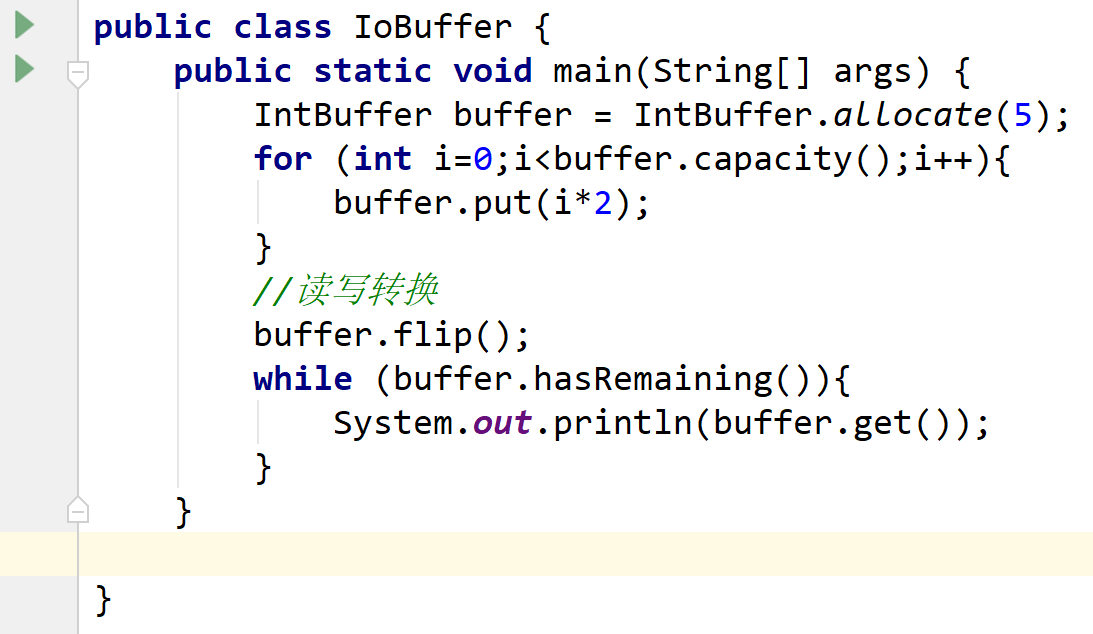 public class IoBuffer {
public static void main(String[] args) {
IntBuffer buffer = IntBuffer.allocate(5);
for (int i=0;i<buffer.capacity();i++){
buffer.put(i*2);
}
//读写转换
buffer.flip();
while (buffer.hasRemaining()){
System.out.println(buffer.get());
}
}
}